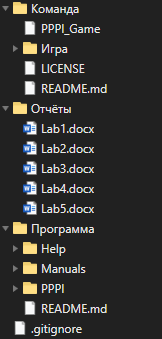 Команда
PPPI_Game
Игра
LICENSE
README.md
Отчёты
Lab1.docx
Lab2.docx
Lab3.docx
Lab4.docx
Lab5.docx
Программа
Help
Manuals
PPPI
README.md
.gitignore